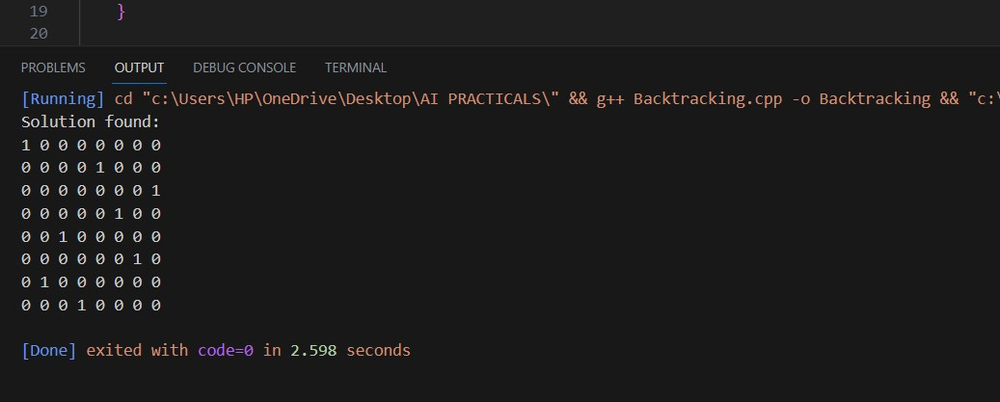 19 }
20
PROBLEMS OUTPUT DEBUG CONSOLE TERMINAL
[Running] cd "c:\Users\HP\OneDrive\Desktop\AI PRACTICALS\" && g++ Backtracking.cpp -o Backtracking && "c:\
Solution found:
1 0 0 0 0 0 0 0
0 0 0 0 1 0 0 0
0 0 0 0 0 0 0 1
0 0 0 0 0 1 0 0
0 0 1 0 0 0 0 0
0 0 0 0 0 0 1 0
0 1 0 0 0 0 0 0
0 0 0 1 0 0 0 0
[Done] exited with code=0 in 2.598 seconds